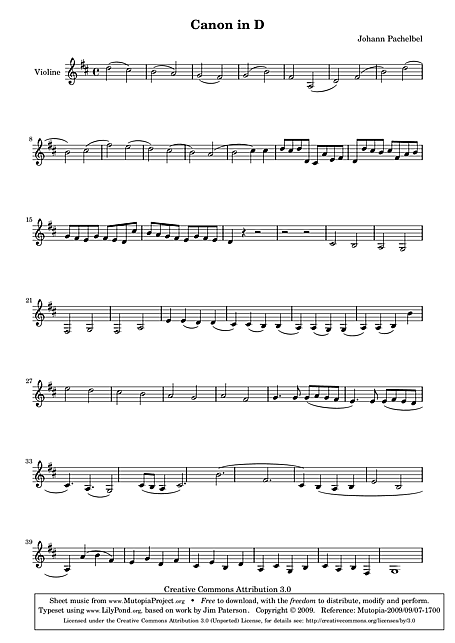 Canon in D
Johann Pachelbel
Violine
8
15
21
27
33
39
Creative Commons Attribution 3.0
Sheet music from www.MutopiaProject.org • Free to download, with the freedom to distribute, modify and perform.
Typeset using www.LilyPond.org, based on work by Jim Paterson. Copyright © 2009. Reference: Mutopia-2009/09/07-1700
Licensed under the Creative Commons Attribution 3.0 (Unported) License, for details see: http://creativecommons.org/licenses/by/3.0